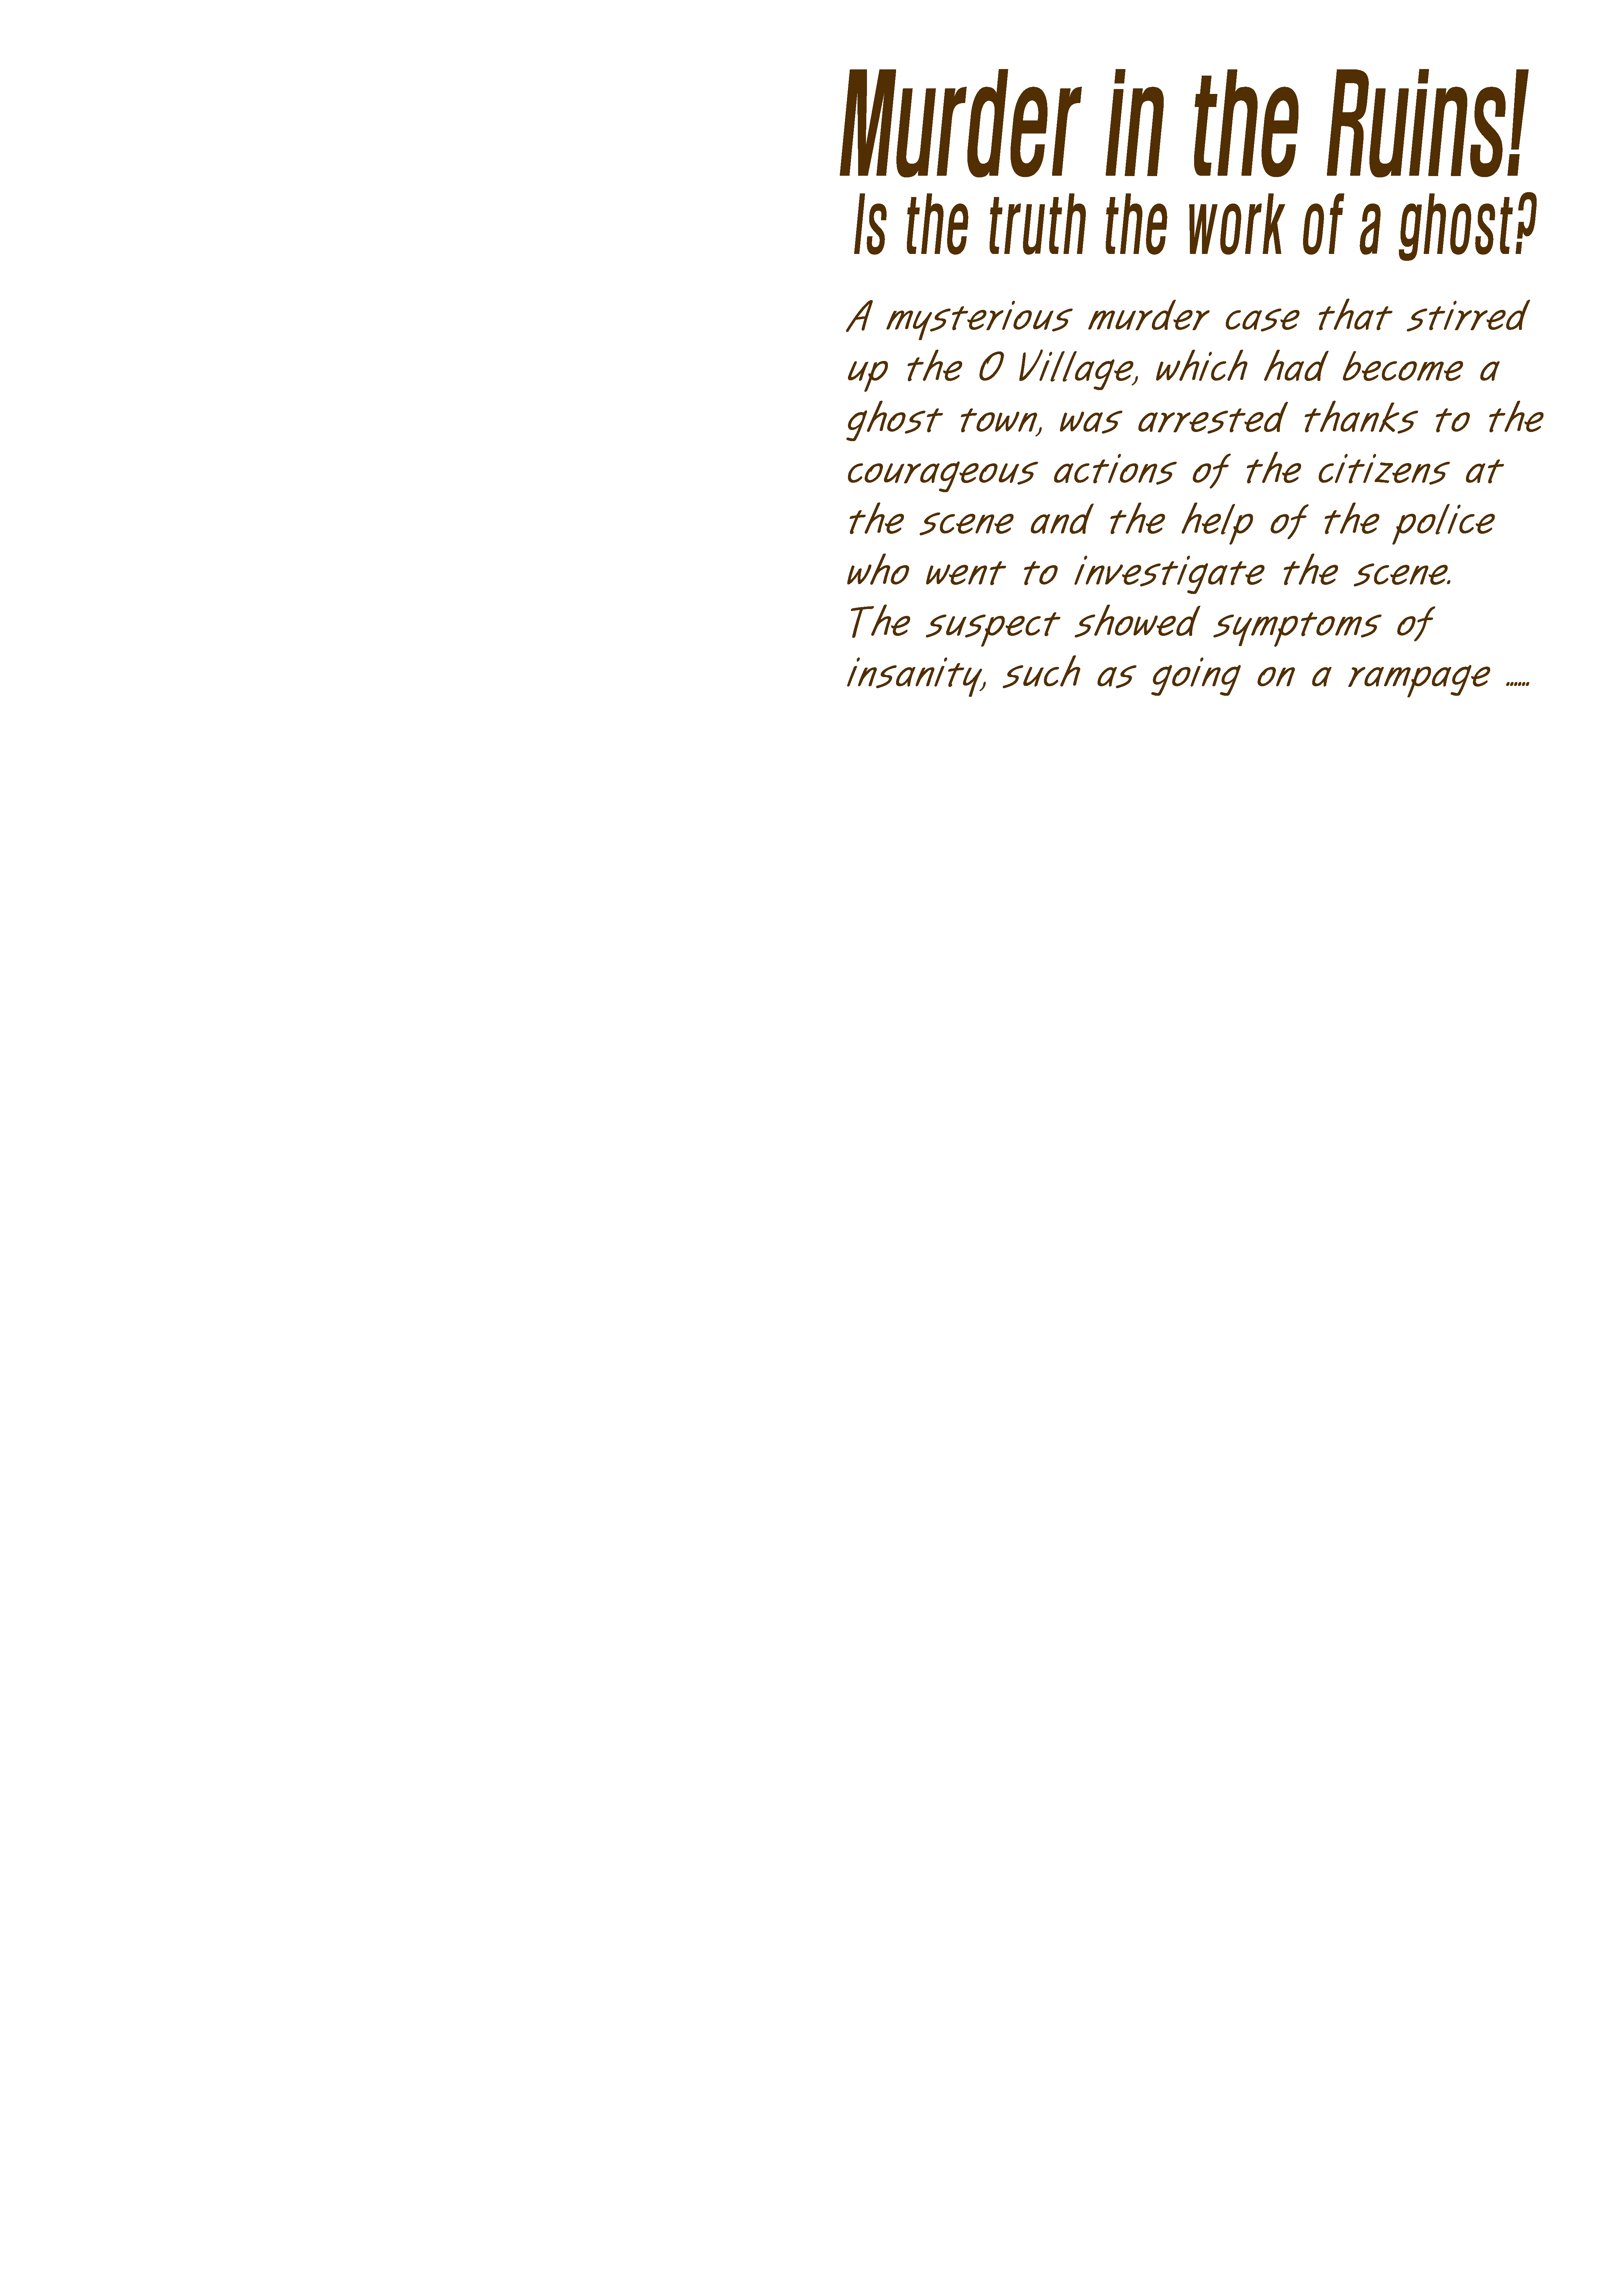 Murder in the Ruins!
Is the truth the work of a ghost?
A mysterious murder case that stirred
up the O Village, which had become a
ghost town, was arrested thanks to the
courageous actions of the citizens at
the scene and the help of the police
who went to investigate the scene.
The suspect showed symptoms of
insanity, such as going on a rampage ......